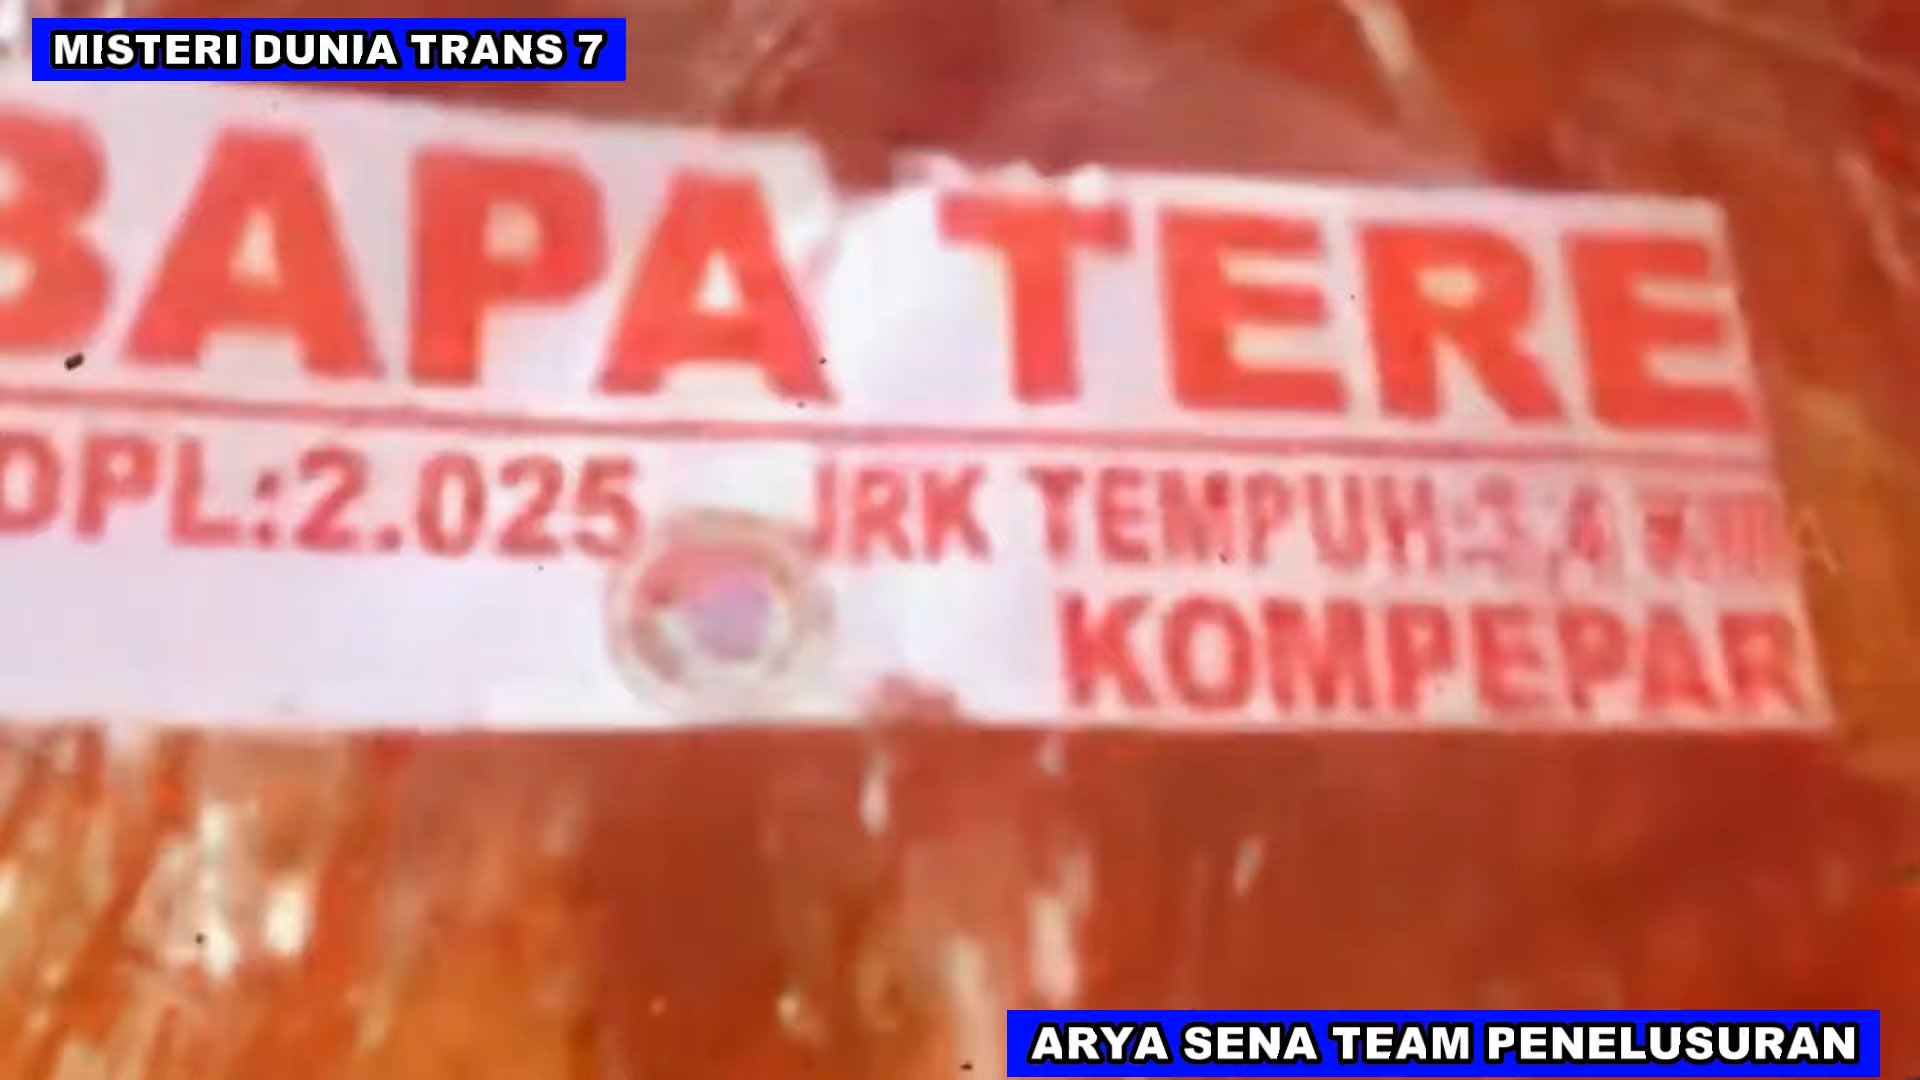 MISTERI DUNIA TRANS 7
BAPA TERE
DPL:2.025 JRK TEMPUH
KOMPEPAR
ARYA SENA TEAM PENELUSURAN